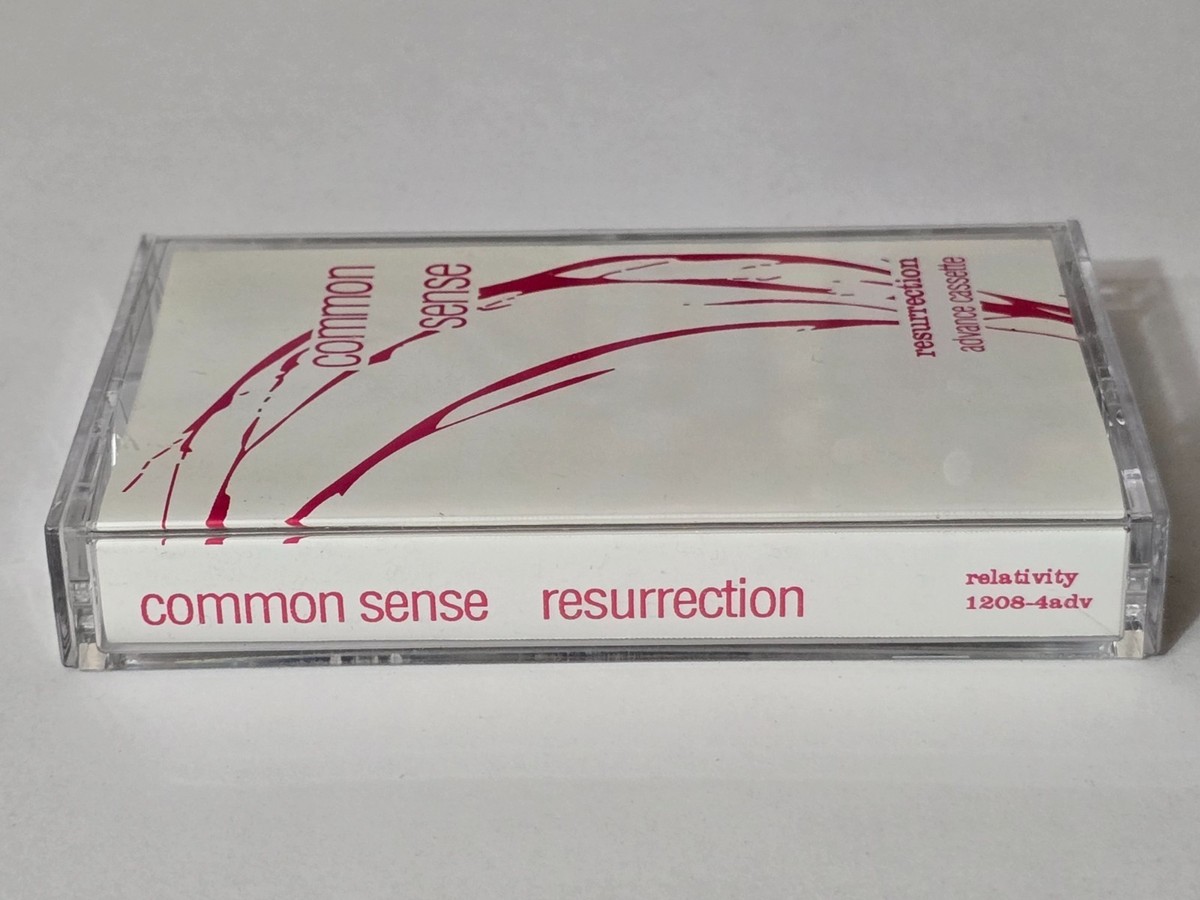 common
sense
resurrection
advance cassette
common sense resurrection
relativity
1208-4adv